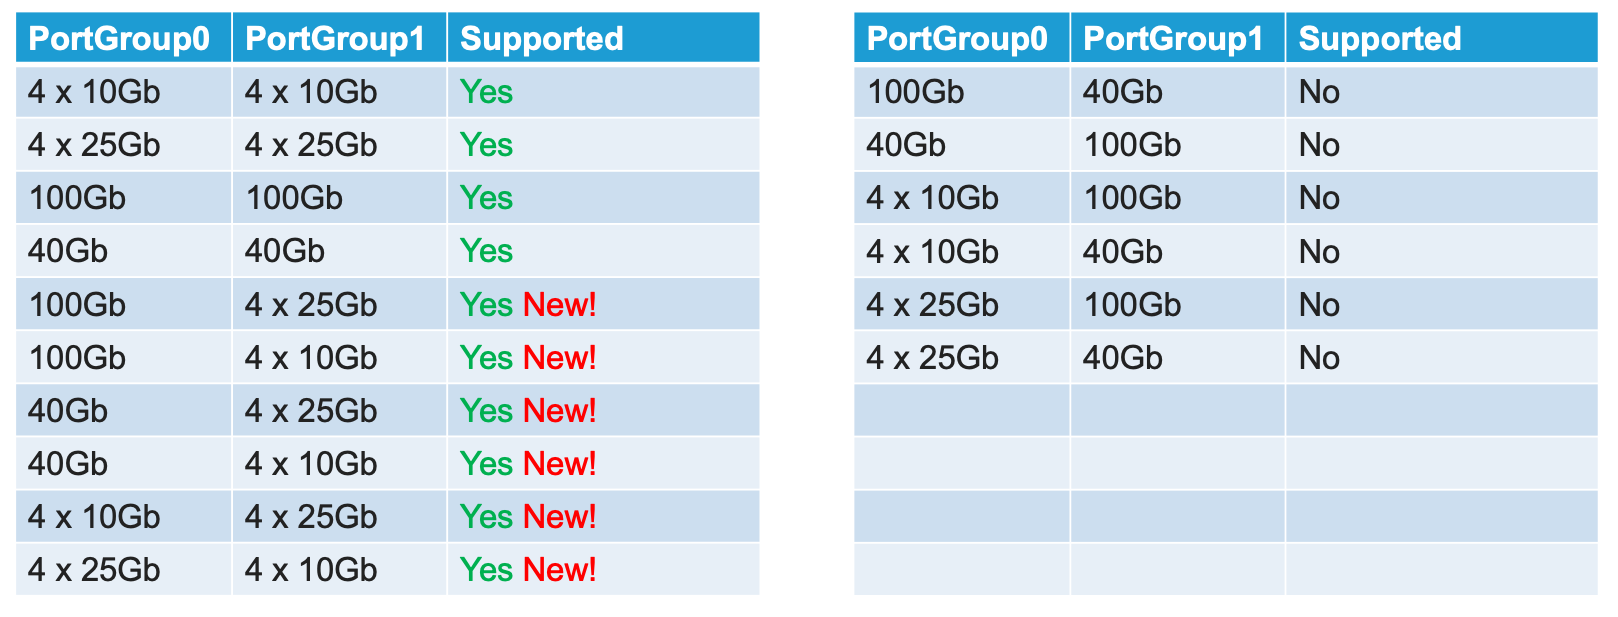 PortGroup0 PortGroup1 Supported
4 x 10Gb 4 x 10Gb Yes
4 x 25Gb 4 x 25Gb Yes
100Gb 100Gb Yes
40Gb 40Gb Yes
100Gb 4 x 25Gb Yes New!
100Gb 4 x 10Gb Yes New!
40Gb 4 x 25Gb Yes New!
40Gb 4 x 10Gb Yes New!
4 x 10Gb 4 x 25Gb Yes New!
4 x 25Gb 4 x 10Gb Yes New!
PortGroup0 PortGroup1 Supported
100Gb 40Gb No
40Gb 100Gb No
4 x 10Gb 100Gb No
4 x 10Gb 40Gb No
4 x 25Gb 100Gb No
4 x 25Gb 40Gb No